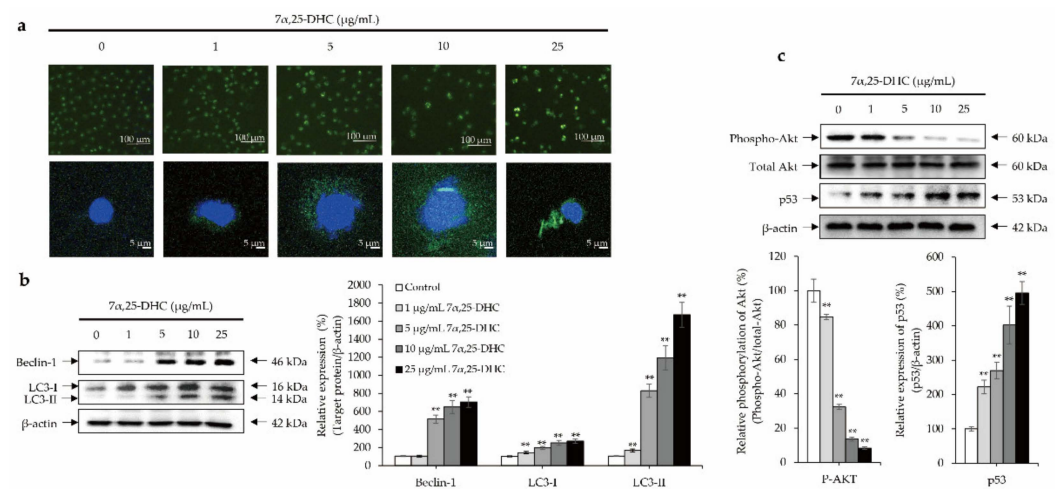 a
7α,25-DHC (μg/mL)
0 1 5 10 25
100 μm 100 μm 100 μm 100 μm 100 μm
5 μm 5 μm 5 μm 5 μm 5 μm
b
7α,25-DHC (μg/mL)
0 1 5 10 25
Beclin-1 46 kDa
LC3-I 16 kDa
LC3-II 14 kDa
β-actin 42 kDa
Relative expression (%)
(Target protein/β-actin)
2000
1800
1600
1400
1200
1000
800
600
400
200
0
Control
1 μg/mL 7α,25-DHC
5 μg/mL 7α,25-DHC
10 μg/mL 7α,25-DHC
25 μg/mL 7α,25-DHC
** ** **
** ** ** **
** ** ** **
Beclin-1 LC3-I LC3-II
c
7α,25-DHC (μg/mL)
0 1 5 10 25
Phospho-Akt 60 kDa
Total Akt 60 kDa
p53 53 kDa
β-actin 42 kDa
Relative phosphorylation of Akt (%)
(Phospho-Akt/total-Akt)
120
100
80
60
40
20
0
** ** ** **
P-AKT
Relative expression of p53 (%)
(p53/β-actin)
600
500
400
300
200
100
0
** ** ** **
p53